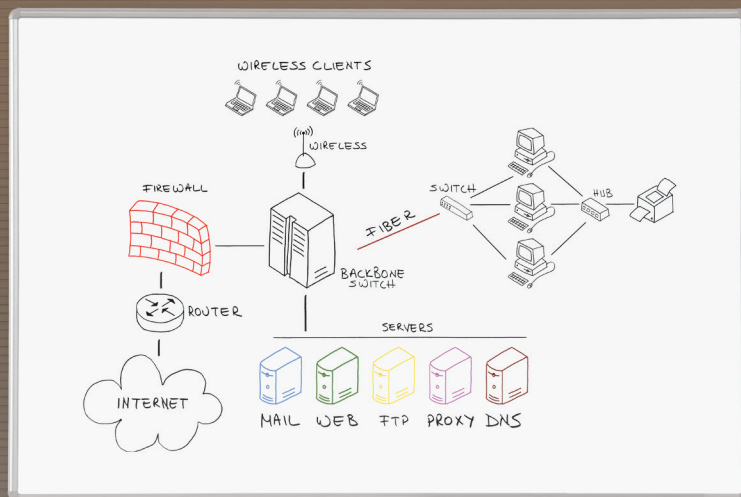 WIRELESS CLIENTS
WIRELESS
FIREWALL
SWITCH
HUB
FIBER
BACKBONE
SWITCH
ROUTER
SERVERS
INTERNET
MAIL WEB FTP PROXY DNS